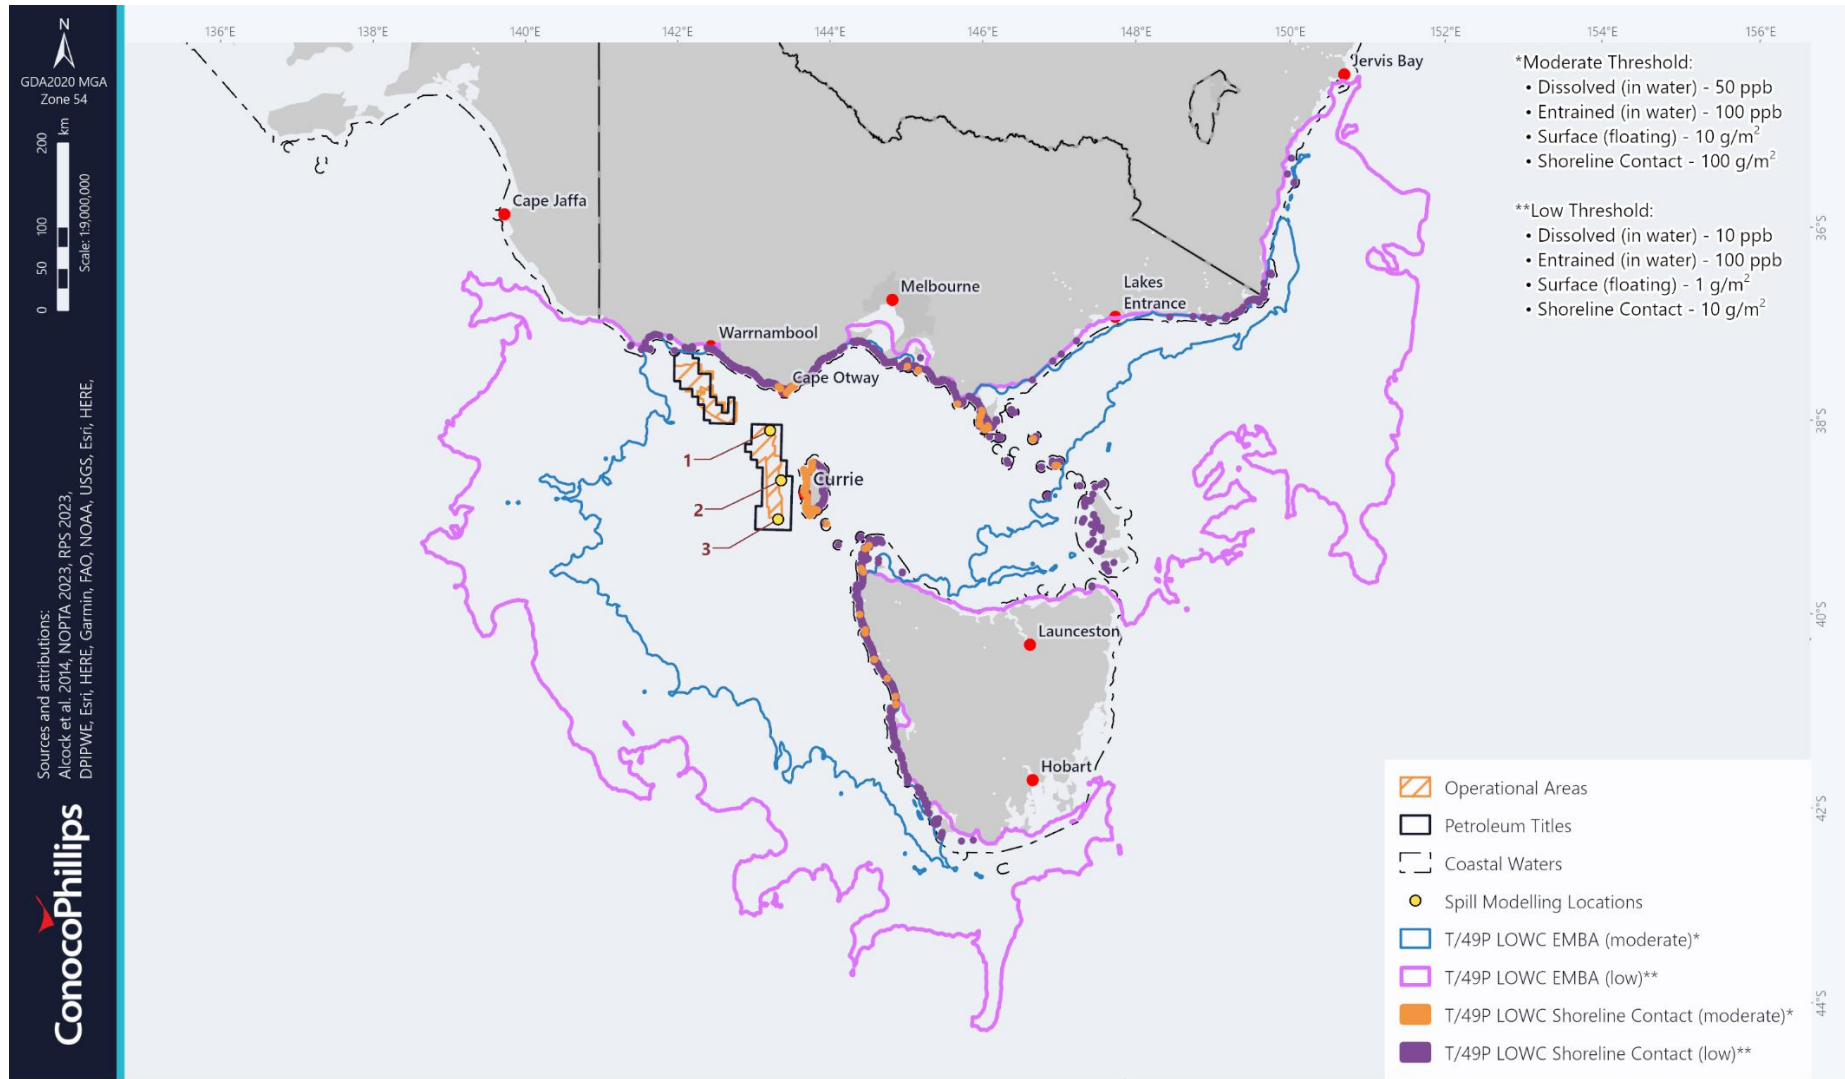 N
GDA2020 MGA
Zone 54
200
100
50
0
km
Scale: 1:9,000,000
Sources and attributions:
Alcock et al. 2014, NOPTA 2023, RPS 2023,
DPIPWE, Esri, HERE, Garmin, FAO, NOAA, USGS, Esri, HERE,
ConocoPhillips
136°E
138°E
140°E
142°E
144°E
146°E
148°E
150°E
152°E
154°E
156°E
36°S
38°S
40°S
42°S
44°S
Jervis Bay
Cape Jaffa
Melbourne
Lakes
Entrance
Warrnambool
Cape Otway
Currie
Launceston
Hobart
1
2
3
*Moderate Threshold:
• Dissolved (in water) - 50 ppb
• Entrained (in water) - 100 ppb
• Surface (floating) - 10 g/m²
• Shoreline Contact - 100 g/m²
**Low Threshold:
• Dissolved (in water) - 10 ppb
• Entrained (in water) - 100 ppb
• Surface (floating) - 1 g/m²
• Shoreline Contact - 10 g/m²
Operational Areas
Petroleum Titles
Coastal Waters
Spill Modelling Locations
T/49P LOWC EMBA (moderate)*
T/49P LOWC EMBA (low)**
T/49P LOWC Shoreline Contact (moderate)*
T/49P LOWC Shoreline Contact (low)**